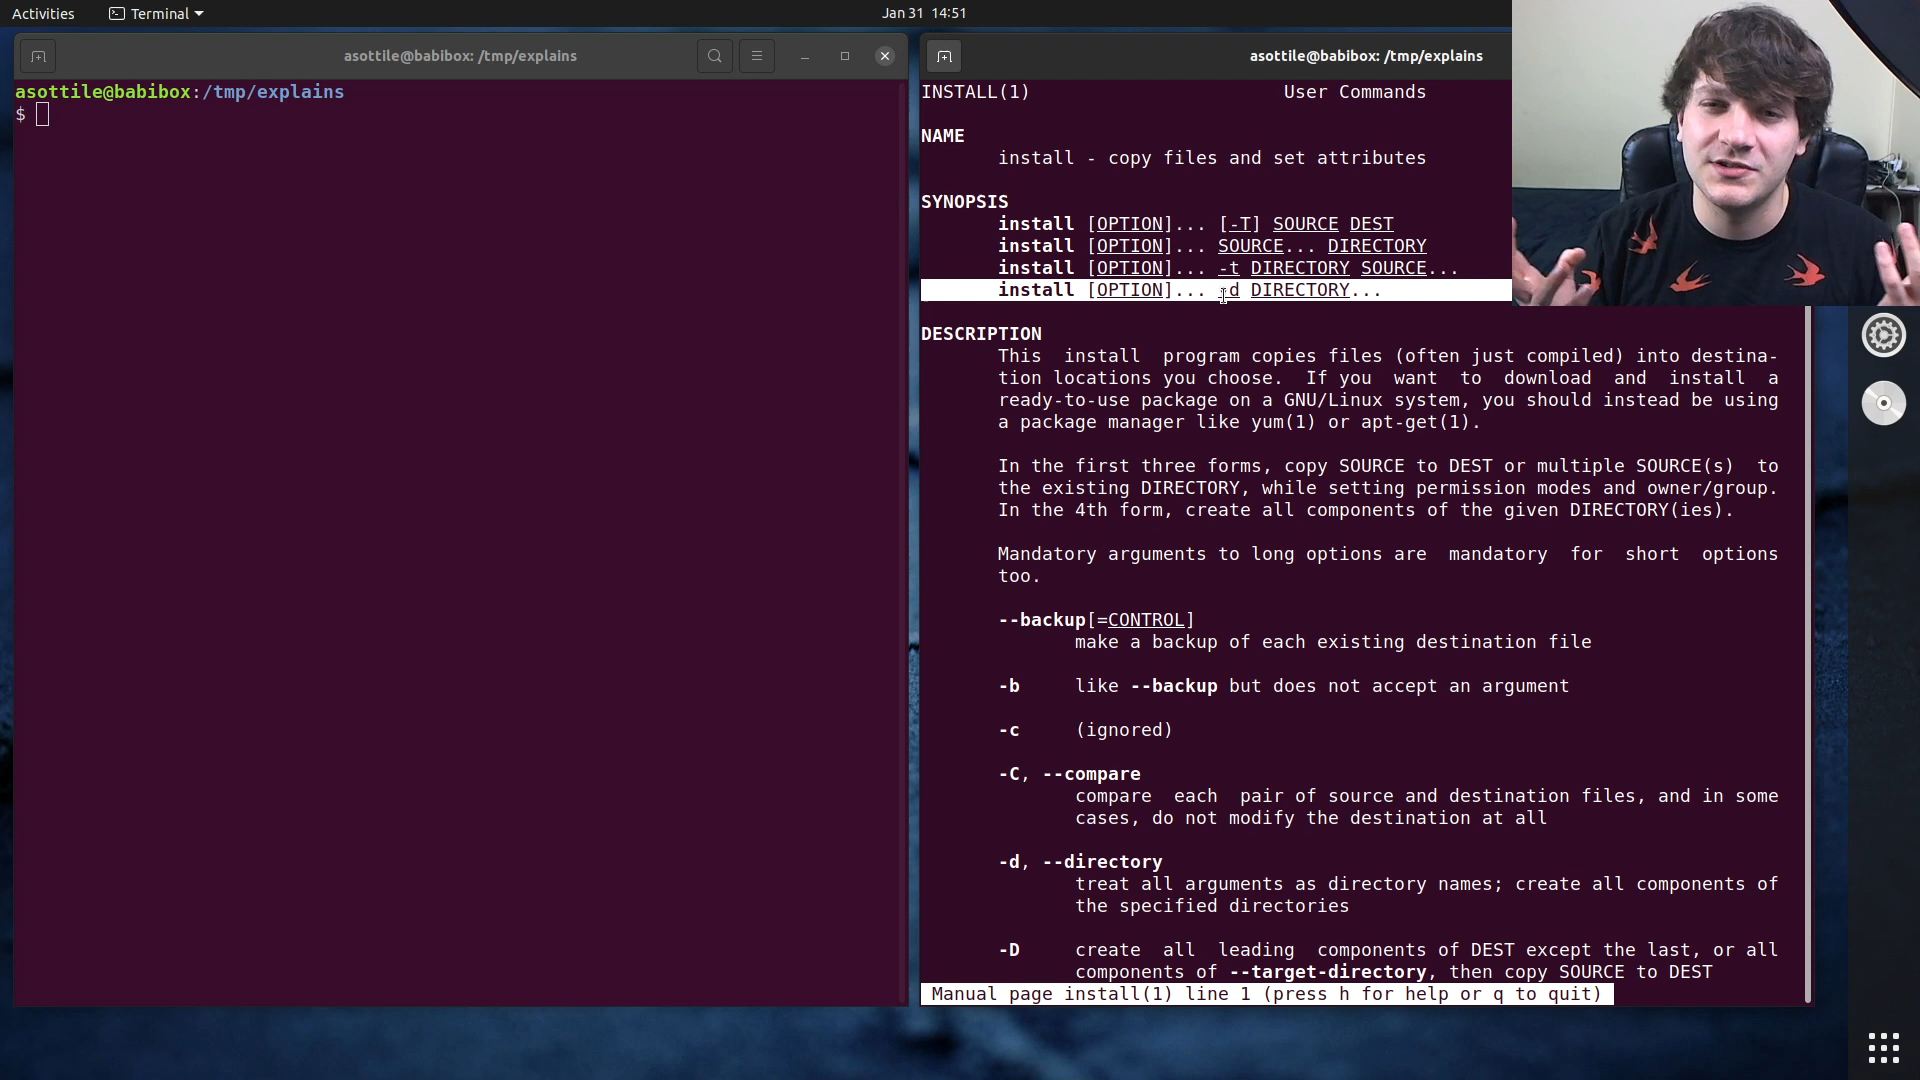 Activities
Terminal
Jan 31 14:51
asottile@babibox: /tmp/explains
asottile@babibox:/tmp/explains
$
asottile@babibox: /tmp/explains
INSTALL(1) User Commands
NAME
install - copy files and set attributes
SYNOPSIS
install [OPTION]... [-T] SOURCE DEST
install [OPTION]... SOURCE... DIRECTORY
install [OPTION]... -t DIRECTORY SOURCE...
install [OPTION]... -d DIRECTORY...
DESCRIPTION
This install program copies files (often just compiled) into destina-
tion locations you choose. If you want to download and install a
ready-to-use package on a GNU/Linux system, you should instead be using
a package manager like yum(1) or apt-get(1).
In the first three forms, copy SOURCE to DEST or multiple SOURCE(s) to
the existing DIRECTORY, while setting permission modes and owner/group.
In the 4th form, create all components of the given DIRECTORY(ies).
Mandatory arguments to long options are mandatory for short options
too.
--backup[=CONTROL]
make a backup of each existing destination file
-b like --backup but does not accept an argument
-c (ignored)
-C, --compare
compare each pair of source and destination files, and in some
cases, do not modify the destination at all
-d, --directory
treat all arguments as directory names; create all components of
the specified directories
-D create all leading components of DEST except the last, or all
components of --target-directory, then copy SOURCE to DEST
Manual page install(1) line 1 (press h for help or q to quit)